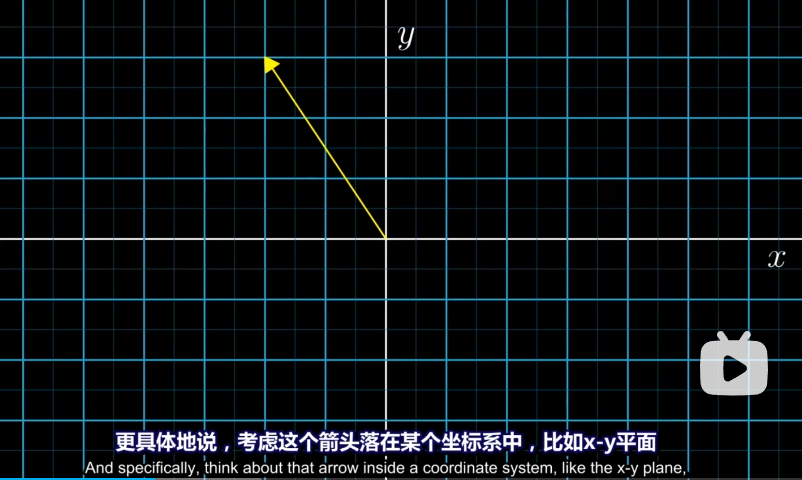 y
x
更具体地说，考虑这个箭头落在某个坐标系中，比如x-y平面
And specifically, think about that arrow inside a coordinate system, like the x-y plane,